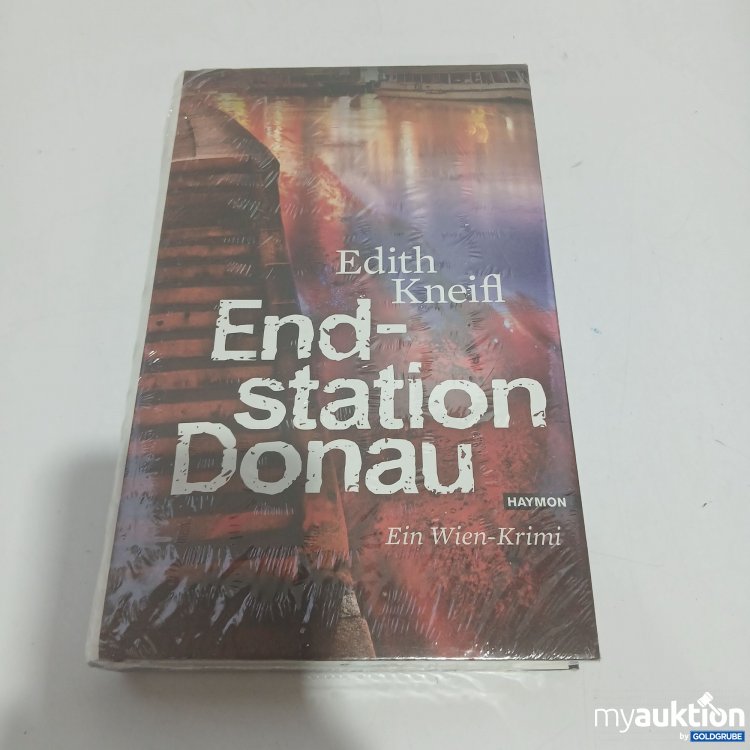 Edith
Kneifl
End-
station
Donau
HAYMON
Ein Wien-Krimi
myauktion
by GOLDGRUBE